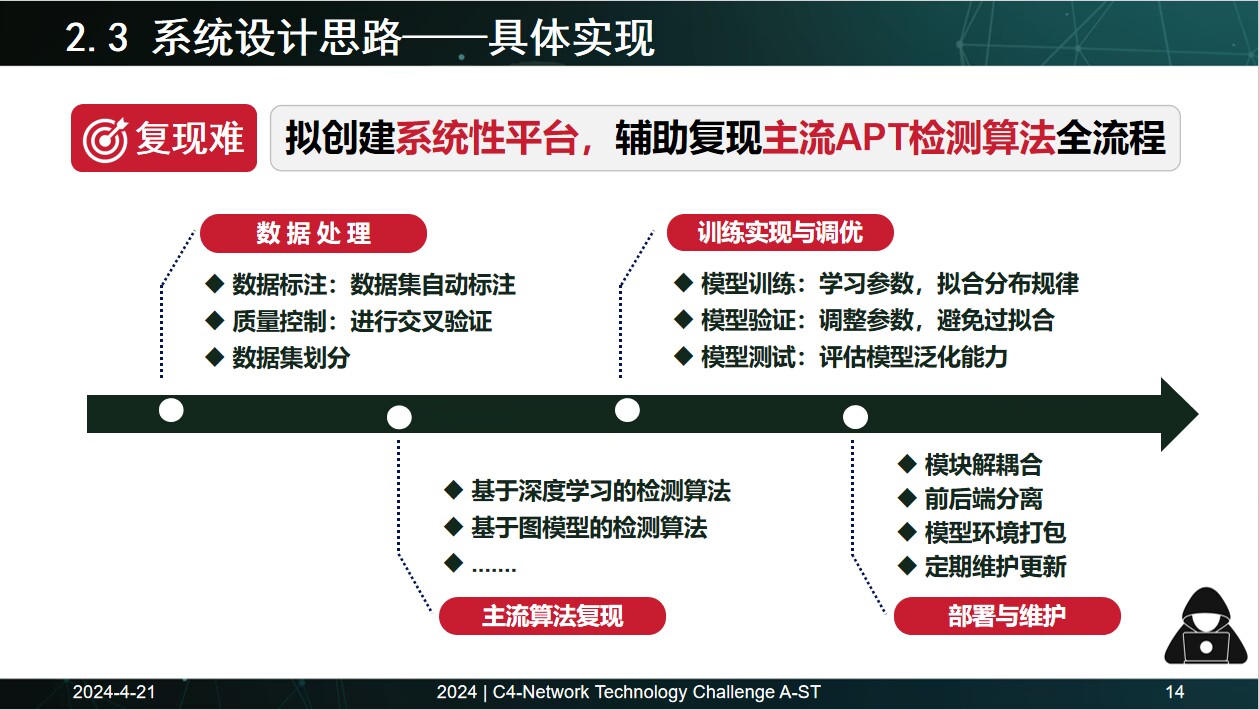 2.3 系统设计思路——具体实现
复现难
拟创建系统性平台，辅助复现主流APT检测算法全流程
数据处理
◆ 数据标注：数据集自动标注
◆ 质量控制：进行交叉验证
◆ 数据集划分
训练实现与调优
◆ 模型训练：学习参数，拟合分布规律
◆ 模型验证：调整参数，避免过拟合
◆ 模型测试：评估模型泛化能力
◆ 基于深度学习的检测算法
◆ 基于图模型的检测算法
◆ .......
主流算法复现
◆ 模块解耦合
◆ 前后端分离
◆ 模型环境打包
◆ 定期维护更新
部署与维护
2024-4-21
2024 | C4-Network Technology Challenge A-ST
14